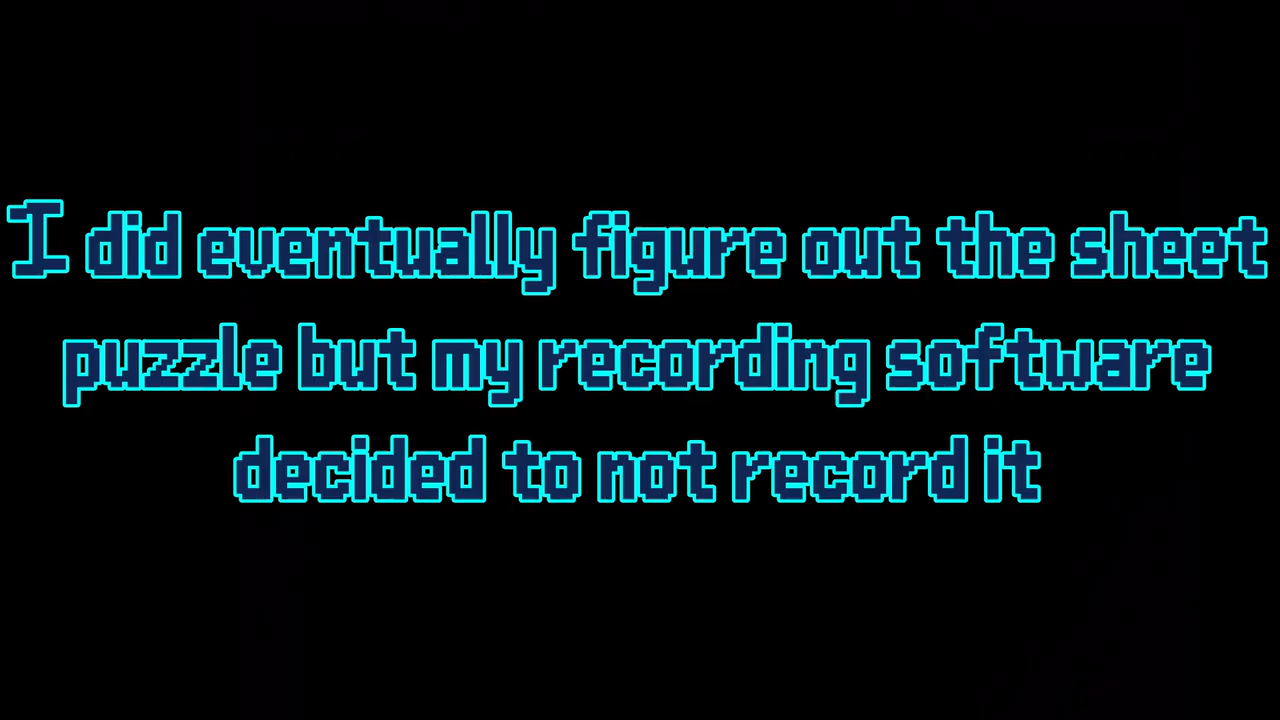 I did eventually figure out the sheet
puzzle but my recording software
decided to not record it